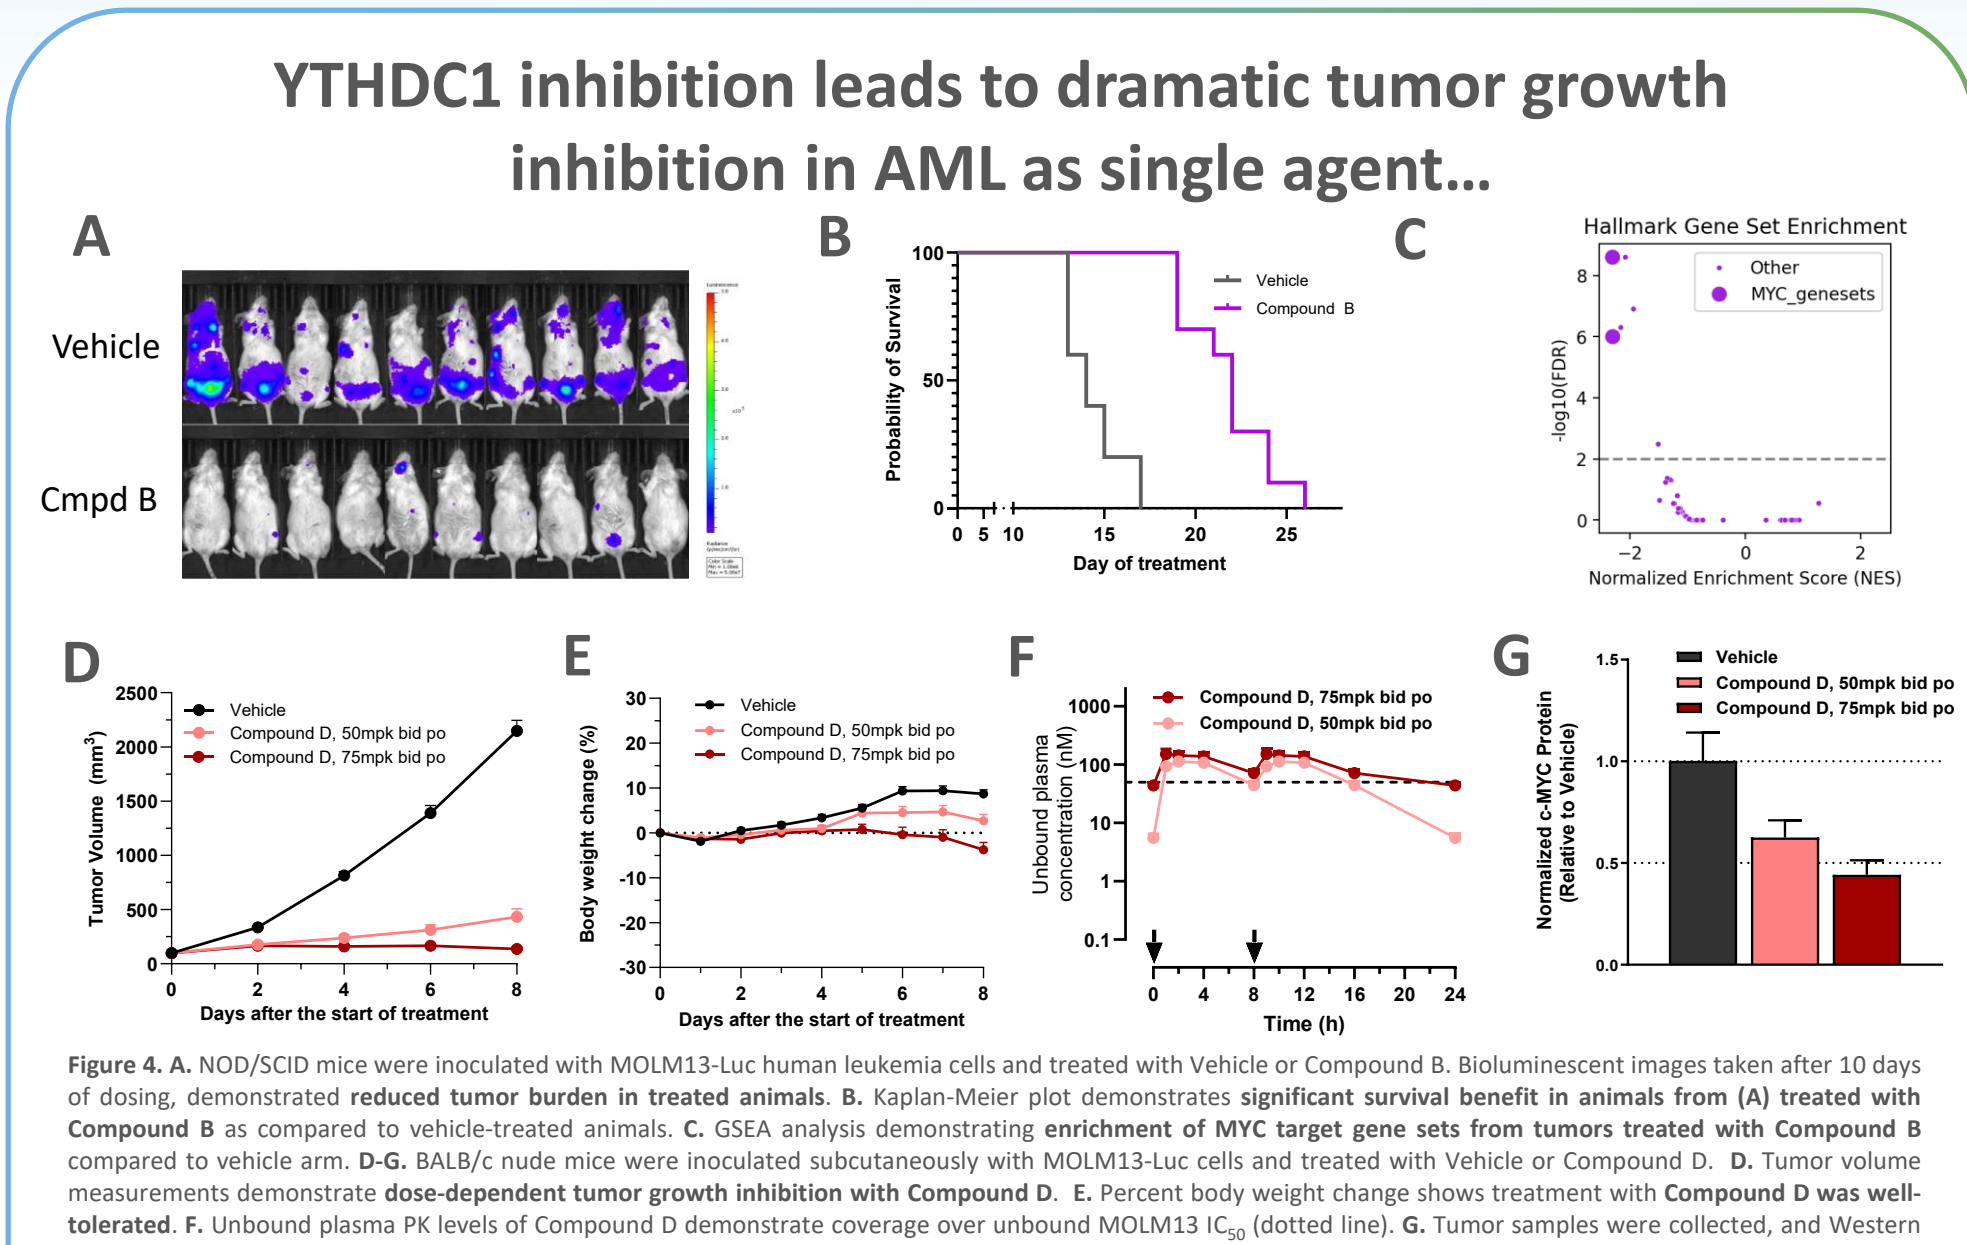 YTHDC1 inhibition leads to dramatic tumor growth
inhibition in AML as single agent...
A
Vehicle
Cmpd B
Luminescence
B
100
50
0
Probability of Survival
Vehicle
Compound B
0 5 10 15 20 25
Day of treatment
C
Hallmark Gene Set Enrichment
Other
MYC_genesets
8
6
4
2
0
-log10(FDR)
−2 0 2
Normalized Enrichment Score (NES)
D
2500
2000
1500
1000
500
0
Tumor Volume (mm³)
Vehicle
Compound D, 50mpk bid po
Compound D, 75mpk bid po
0 2 4 6 8
Days after the start of treatment
E
30
20
10
0
-10
-20
-30
Body weight change (%)
Vehicle
Compound D, 50mpk bid po
Compound D, 75mpk bid po
0 2 4 6 8
Days after the start of treatment
F
1000
100
10
1
0.1
Unbound plasma
concentration (nM)
Compound D, 75mpk bid po
Compound D, 50mpk bid po
0 4 8 12 16 20 24
Time (h)
G
1.5
1.0
0.5
0.0
Normalized c-MYC Protein
(Relative to Vehicle)
Vehicle
Compound D, 50mpk bid po
Compound D, 75mpk bid po
Figure 4. A. NOD/SCID mice were inoculated with MOLM13-Luc human leukemia cells and treated with Vehicle or Compound B. Bioluminescent images taken after 10 days
of dosing, demonstrated reduced tumor burden in treated animals. B. Kaplan-Meier plot demonstrates significant survival benefit in animals from (A) treated with
Compound B as compared to vehicle-treated animals. C. GSEA analysis demonstrating enrichment of MYC target gene sets from tumors treated with Compound B
compared to vehicle arm. D-G. BALB/c nude mice were inoculated subcutaneously with MOLM13-Luc cells and treated with Vehicle or Compound D. D. Tumor volume
measurements demonstrate dose-dependent tumor growth inhibition with Compound D. E. Percent body weight change shows treatment with Compound D was well-
tolerated. F. Unbound plasma PK levels of Compound D demonstrate coverage over unbound MOLM13 IC₅₀ (dotted line). G. Tumor samples were collected, and Western